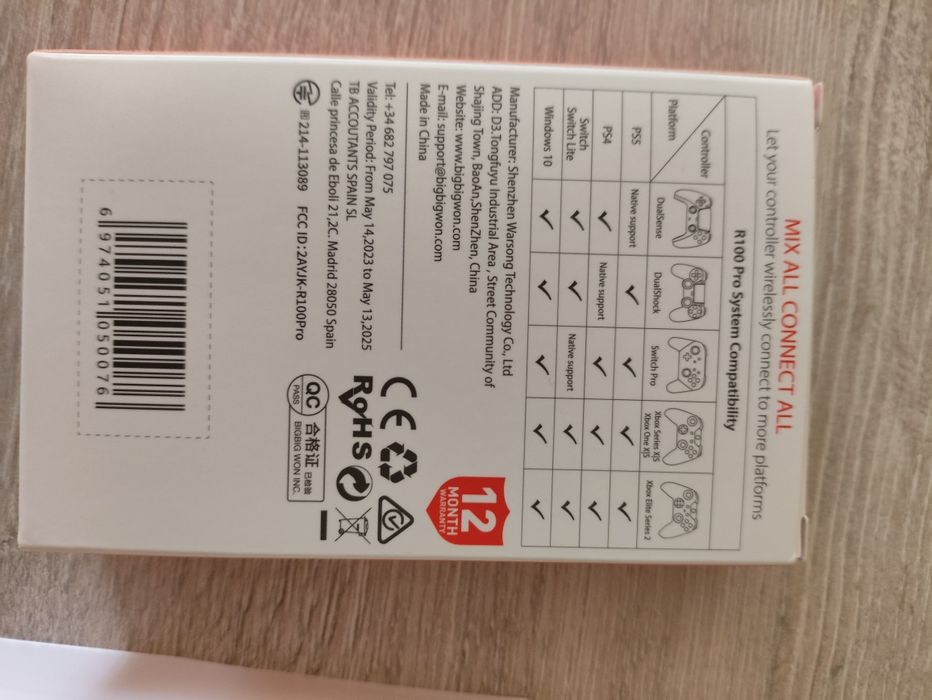 MIX ALL CONNECT ALL
Let your controller wirelessly connect to more platforms
R100 Pro System Compatibility
Controller
Platform
DualSense
DualShock
Switch Pro
Xbox Series X|S
Xbox One X|S
Xbox Elite Series 2
PS5
Native support
✓
✓
✓
✓
PS4
✓
Native support
✓
✓
✓
Switch
Switch Lite
✓
✓
Native support
✓
✓
Windows 10
✓
✓
✓
✓
✓
Manufacturer: Shenzhen Warsong Technology Co., Ltd
ADD: D3,Tongfuyu Industrial Area , Street Community of
Shajing Town, BaoAn,ShenZhen, China
Website: www.bigbigwon.com
E-mail: support@bigbigwon.com
Made in China
12
MONTH
WARRANTY
Tel: +34 682 797 075
Validity Period: From May 14,2023 to May 13,2025
TB ACCOUTANTS SPAIN SL
Calle princesa de Eboli 21,2C. Madrid 28050 Spain
214-113089 FCC ID:2AYJK-R100Pro
CE
RoHS
QC
PASS
合格证 已检验
BIGBIG WON INC.
6 974051 050076